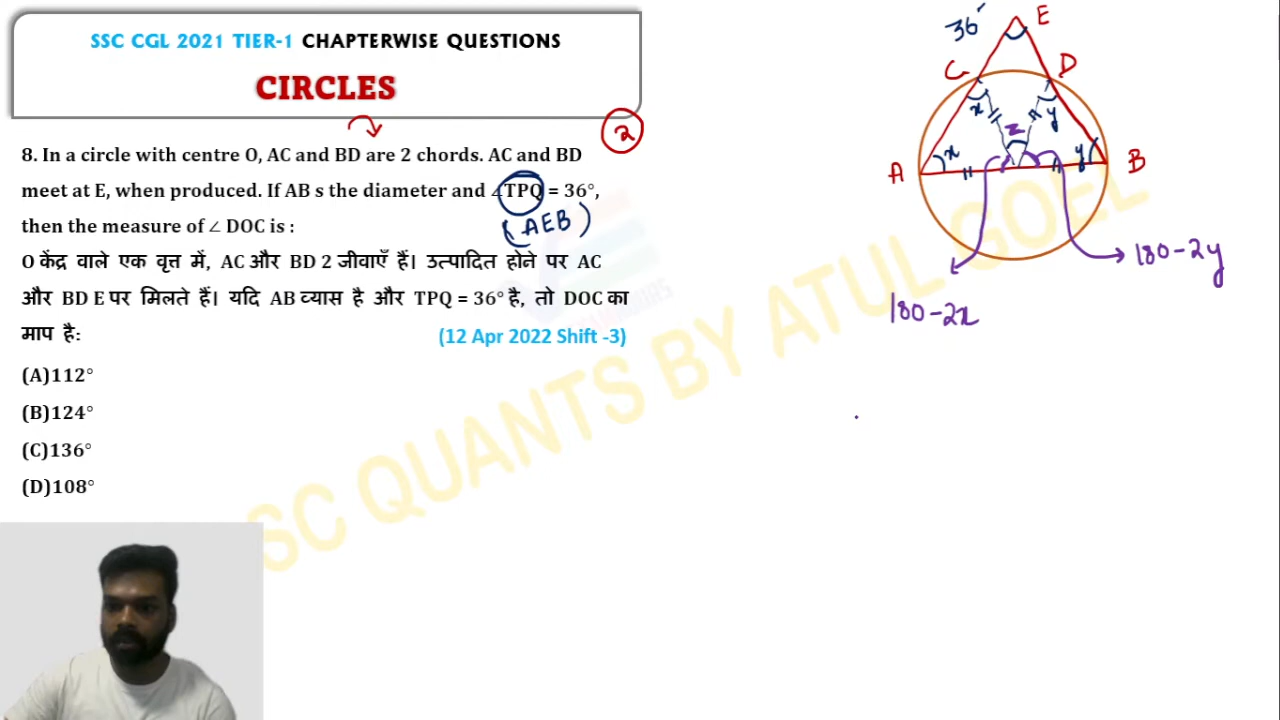 SSC CGL 2021 TIER-1 CHAPTERWISE QUESTIONS
CIRCLES
2
8. In a circle with centre O, AC and BD are 2 chords. AC and BD
meet at E, when produced. If AB s the diameter and ∠TPQ = 36°,
(AEB)
then the measure of ∠ DOC is :
O केंद्र वाले एक वृत्त में, AC और BD 2 जीवाएँ हैं। उत्पादित होने पर AC
और BD E पर मिलते हैं। यदि AB व्यास है और TPQ = 36° है, तो DOC का
माप है:
(12 Apr 2022 Shift -3)
(A)112°
(B)124°
(C)136°
(D)108°
36°
E
C
D
x
z
y
x
y
A
B
180-2y
180-2x
SC QUANTS BY ATUL GOEL